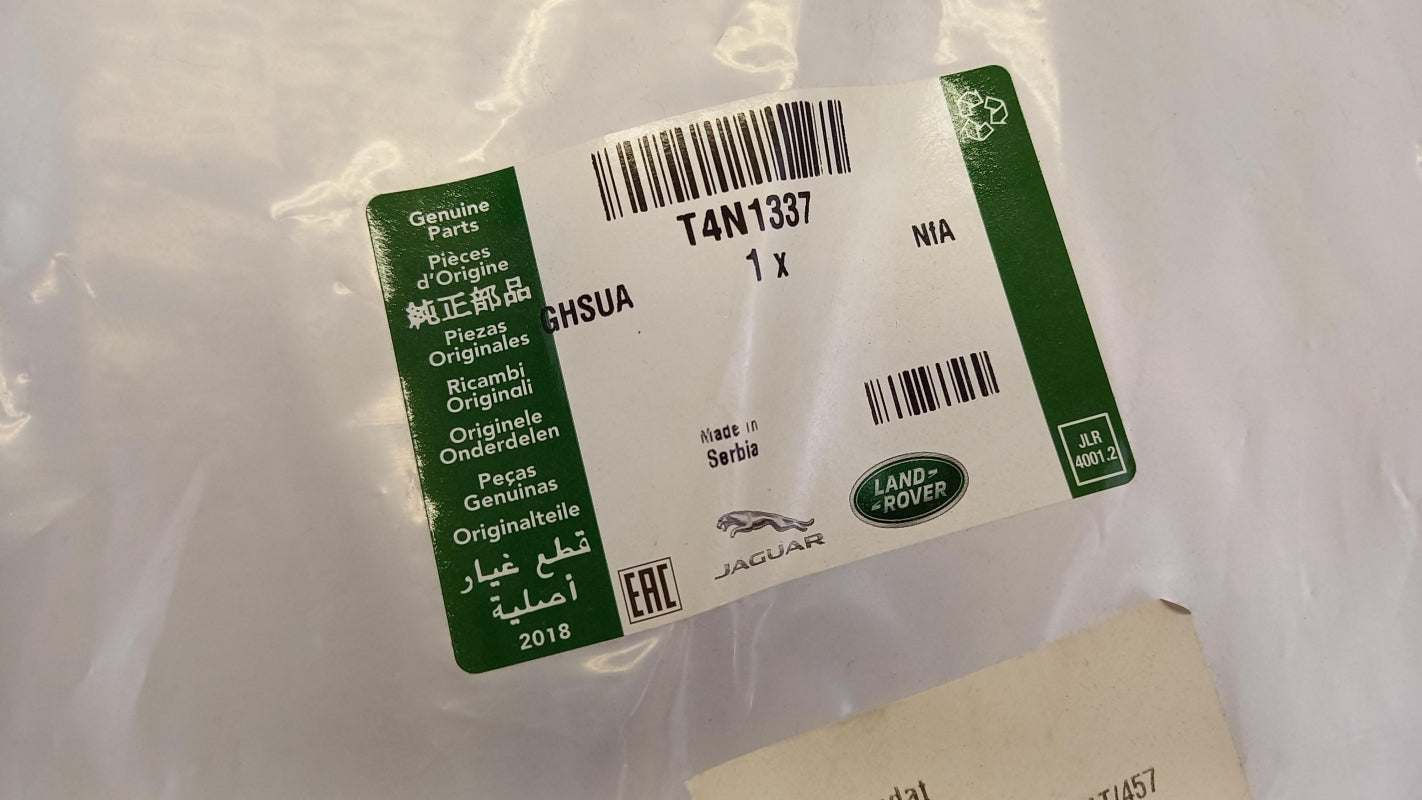 Genuine
Parts
Pièces
d'Origine
純正部品
Piezas
Originales
Ricambi
Originali
Originele
Onderdelen
Peças
Genuinas
Originalteile
قطع غيار
أصلية
2018
T4N1337
1 x
NfA
GHSUA
Made in
Serbia
JAGUAR
LAND-
-ROVER
EAC
JLR
4001.2